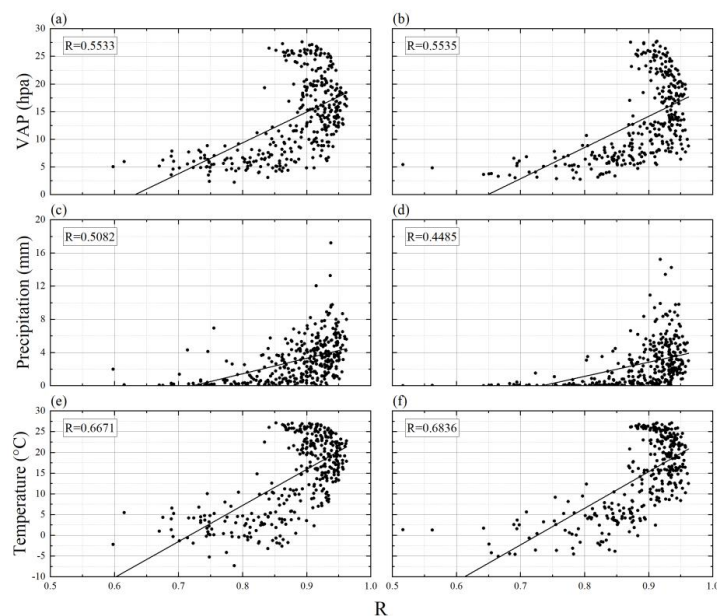 (a)
(b)
30
25
20
15
10
5
0
VAP (hpa)
R=0.5533
R=0.5535
(c)
(d)
20
16
12
8
4
0
Precipitation (mm)
R=0.5082
R=0.4485
(e)
(f)
30
25
20
15
10
5
0
-5
-10
Temperature (°C)
R=0.6671
R=0.6836
0.5 0.6 0.7 0.8 0.9 1.0
0.5 0.6 0.7 0.8 0.9 1.0
R